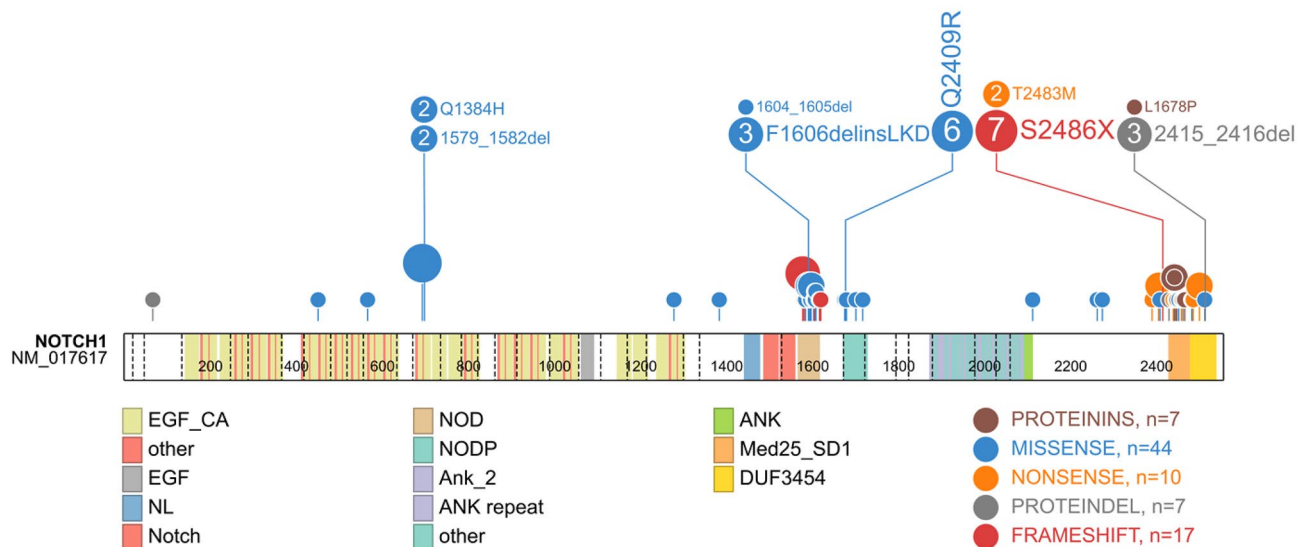 Q2409R
2 Q1384H
1604_1605del
2 T2483M
L1678P
2 1579_1582del
3 F1606delinsLKD
6
7 S2486X
3 2415_2416del
NOTCH1
NM_017617
200 400 600 800 1000 1200 1400 1600 1800 2000 2200 2400
EGF_CA
other
EGF
NL
Notch
NOD
NODP
Ank_2
ANK repeat
other
ANK
Med25_SD1
DUF3454
PROTEININS, n=7
MISSENSE, n=44
NONSENSE, n=10
PROTEINDEL, n=7
FRAMESHIFT, n=17